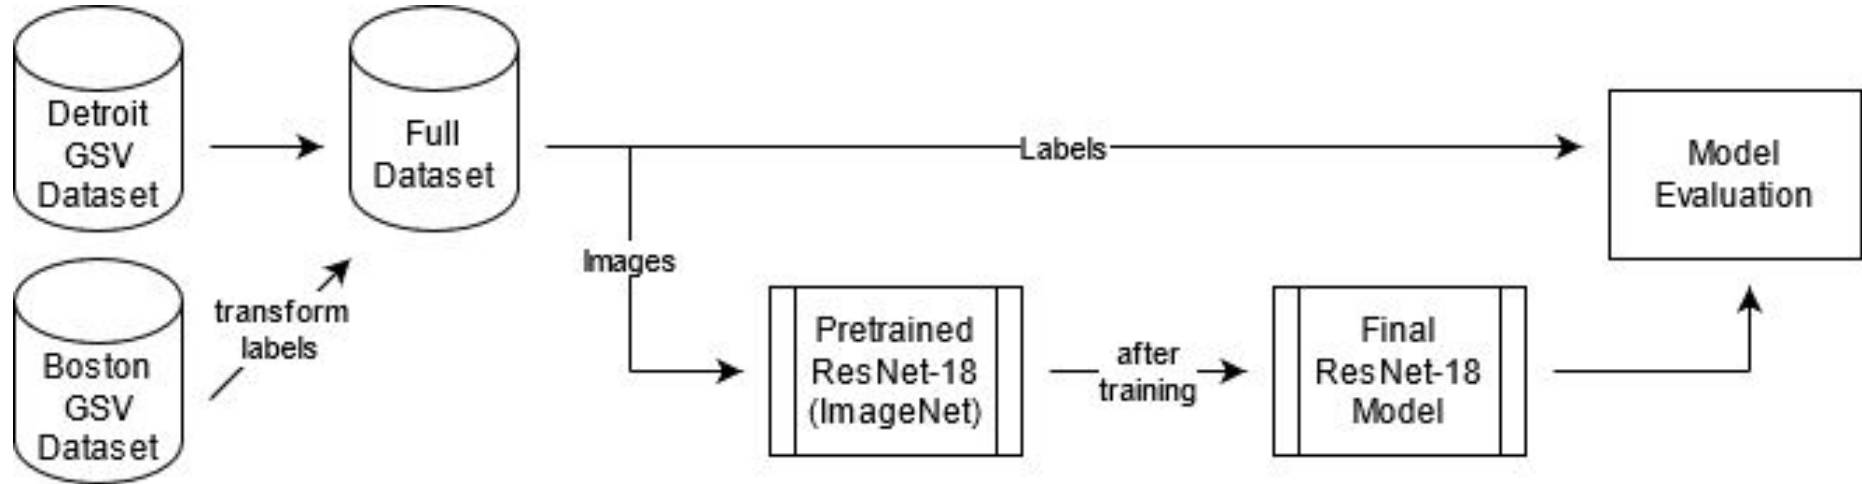 Detroit
GSV
Dataset
Full
Dataset
Labels
Model
Evaluation
Images
transform
labels
Boston
GSV
Dataset
Pretrained
ResNet-18
(ImageNet)
after
training
Final
ResNet-18
Model